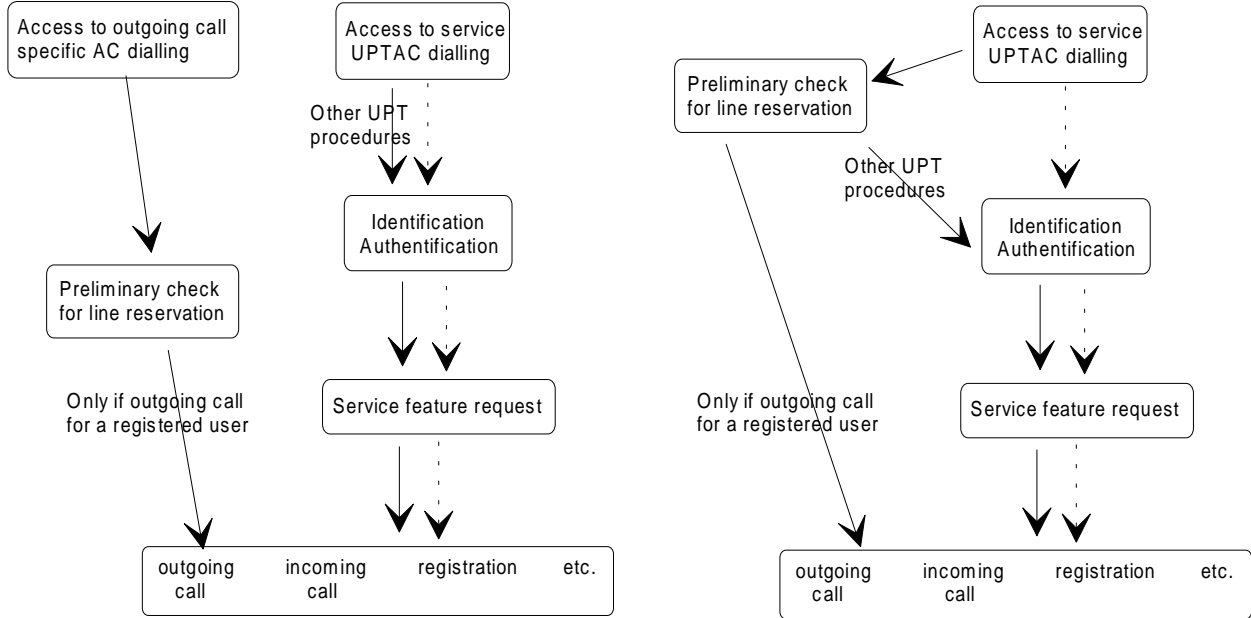 Access to outgoing call
specific AC dialling
Access to service
UPTAC dialling
Other UPT
procedures
Identification
Authentification
Preliminary check
for line reservation
Only if outgoing call
for a registered user
Service feature request
outgoing call
incoming call
registration
etc.
Access to service
UPTAC dialling
Preliminary check
for line reservation
Other UPT
procedures
Identification
Authentification
Only if outgoing call
for a registered user
Service feature request
outgoing call
incoming call
registration
etc.